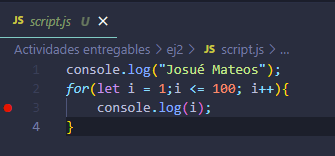 JS script.js U
Actividades entregables > ej2 > JS script.js > ...
1 console.log("Josué Mateos");
2 for(let i = 1;i <= 100; i++){
3 console.log(i);
4 }